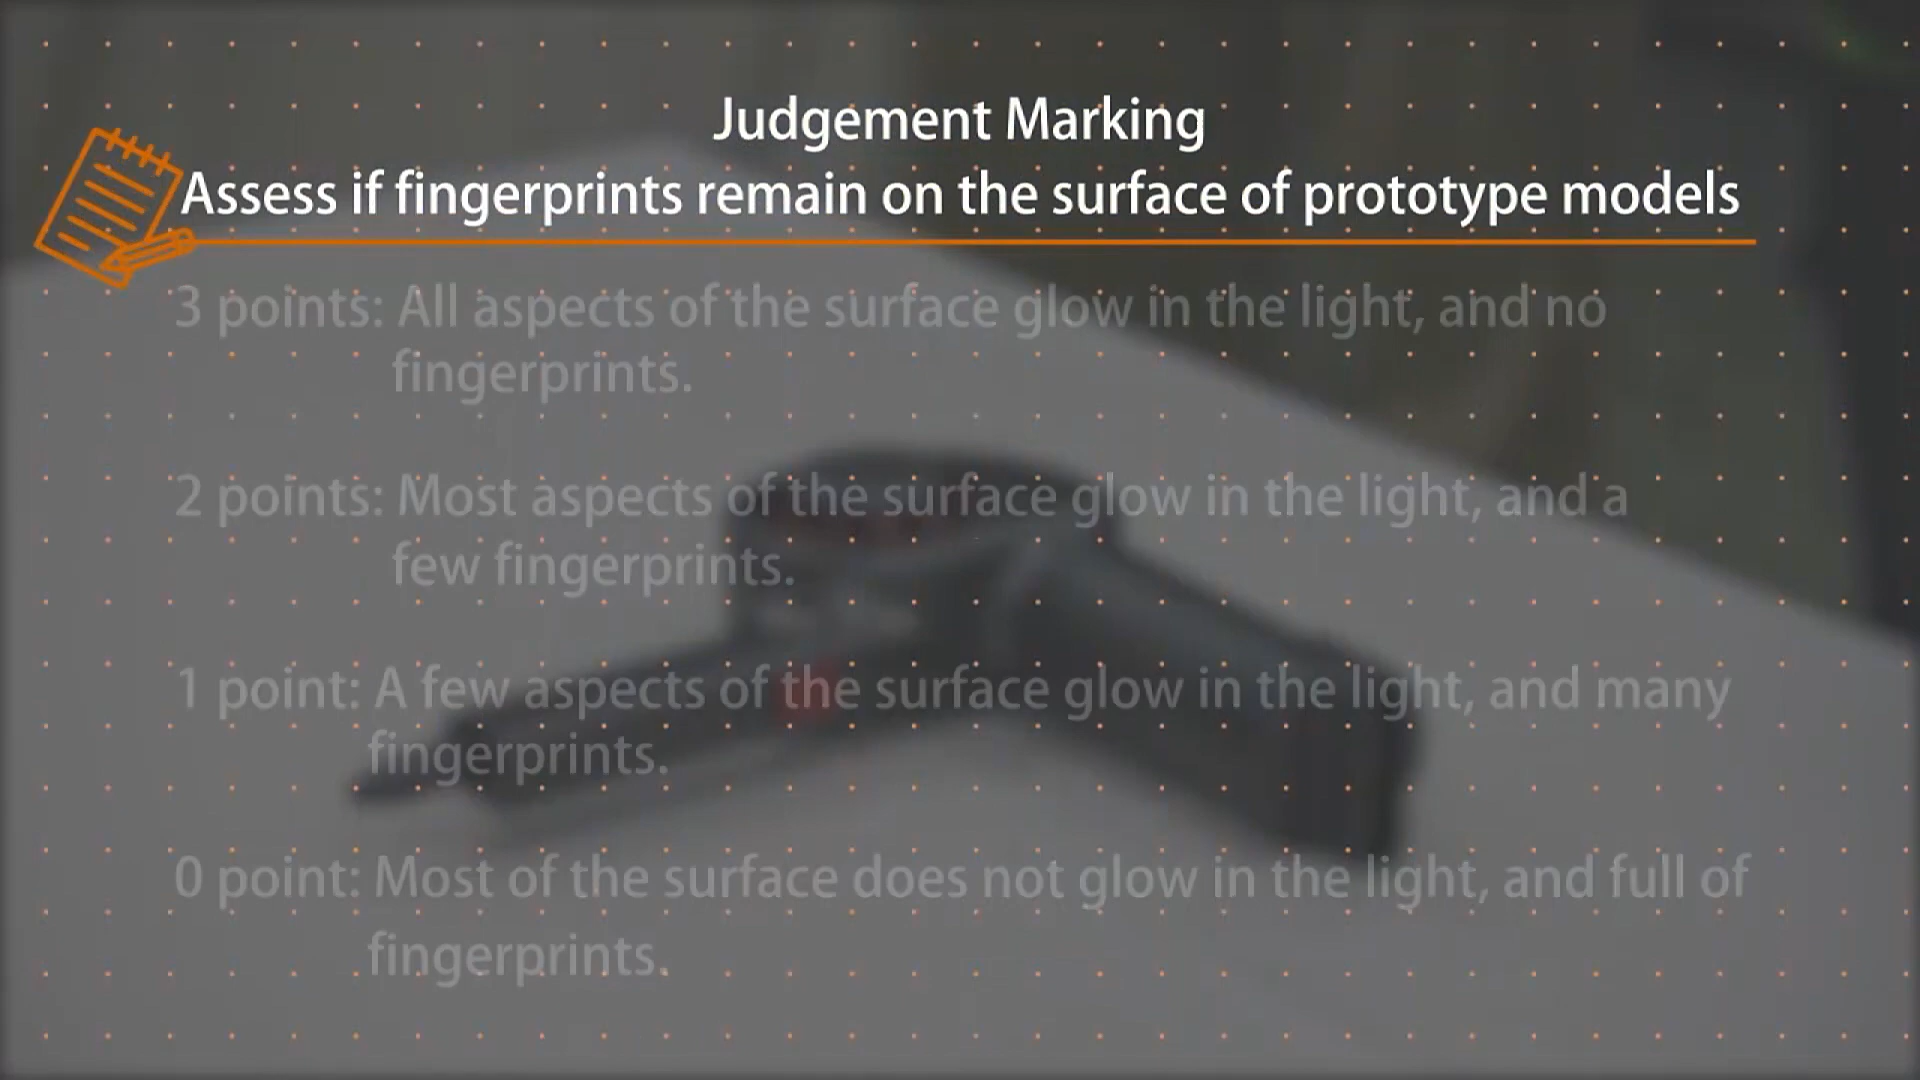 Judgement Marking
Assess if fingerprints remain on the surface of prototype models
3 points: All aspects of the surface glow in the light, and no
fingerprints.
2 points: Most aspects of the surface glow in the light, and a
few fingerprints.
1 point: A few aspects of the surface glow in the light, and many
fingerprints.
0 point: Most of the surface does not glow in the light, and full of
fingerprints.